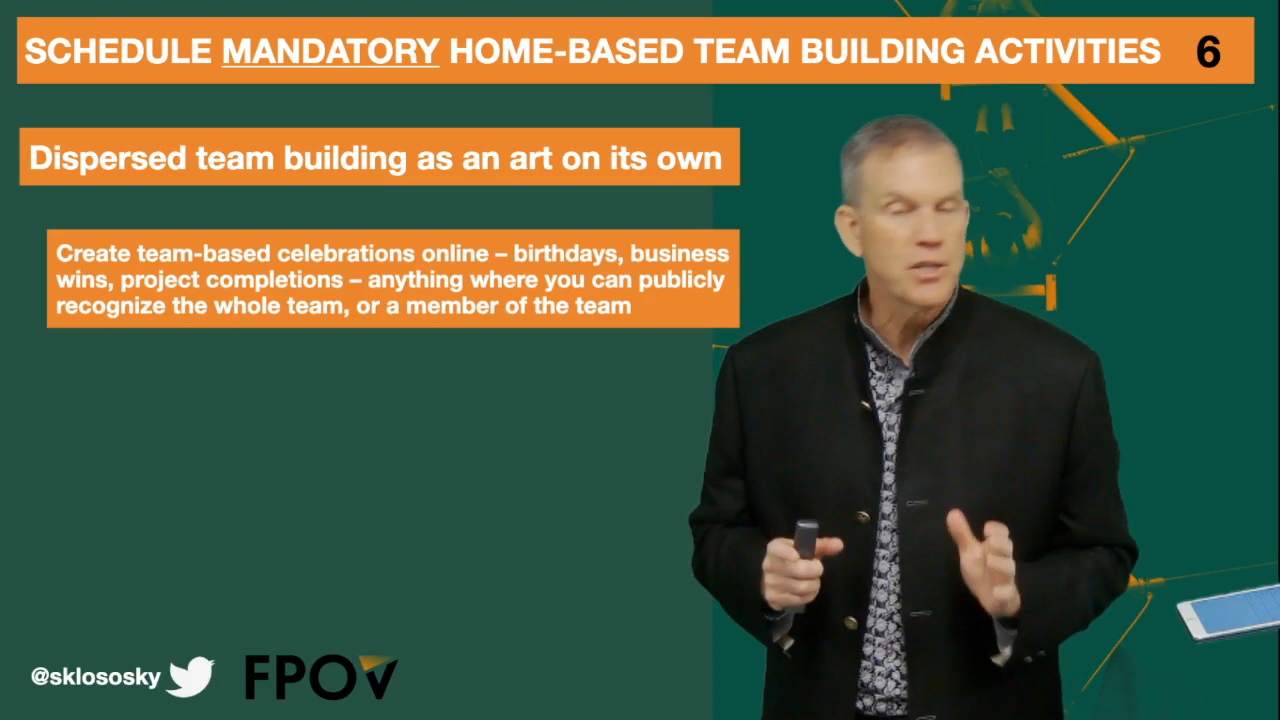 SCHEDULE MANDATORY HOME-BASED TEAM BUILDING ACTIVITIES 6
Dispersed team building as an art on its own
Create team-based celebrations online – birthdays, business
wins, project completions – anything where you can publicly
recognize the whole team, or a member of the team
@sklososky
FPOV